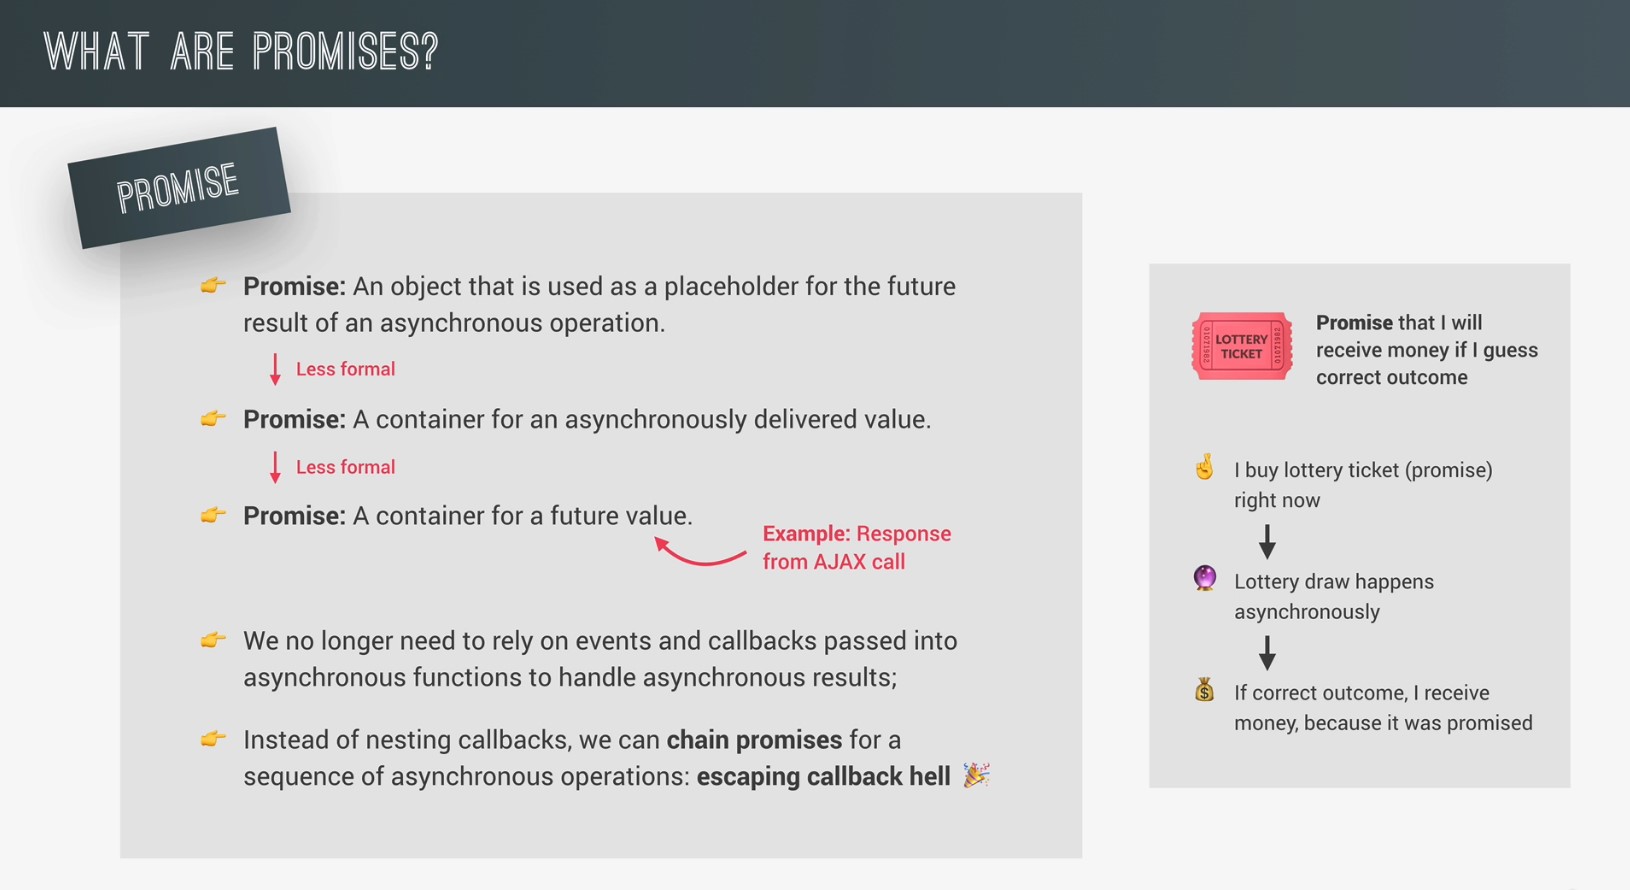 WHAT ARE PROMISES?
PROMISE
Promise: An object that is used as a placeholder for the future
result of an asynchronous operation.
Less formal
Promise: A container for an asynchronously delivered value.
Less formal
Promise: A container for a future value.
Example: Response
from AJAX call
We no longer need to rely on events and callbacks passed into
asynchronous functions to handle asynchronous results;
Instead of nesting callbacks, we can chain promises for a
sequence of asynchronous operations: escaping callback hell
LOTTERY
TICKET
Promise that I will
receive money if I guess
correct outcome
I buy lottery ticket (promise)
right now
Lottery draw happens
asynchronously
If correct outcome, I receive
money, because it was promised